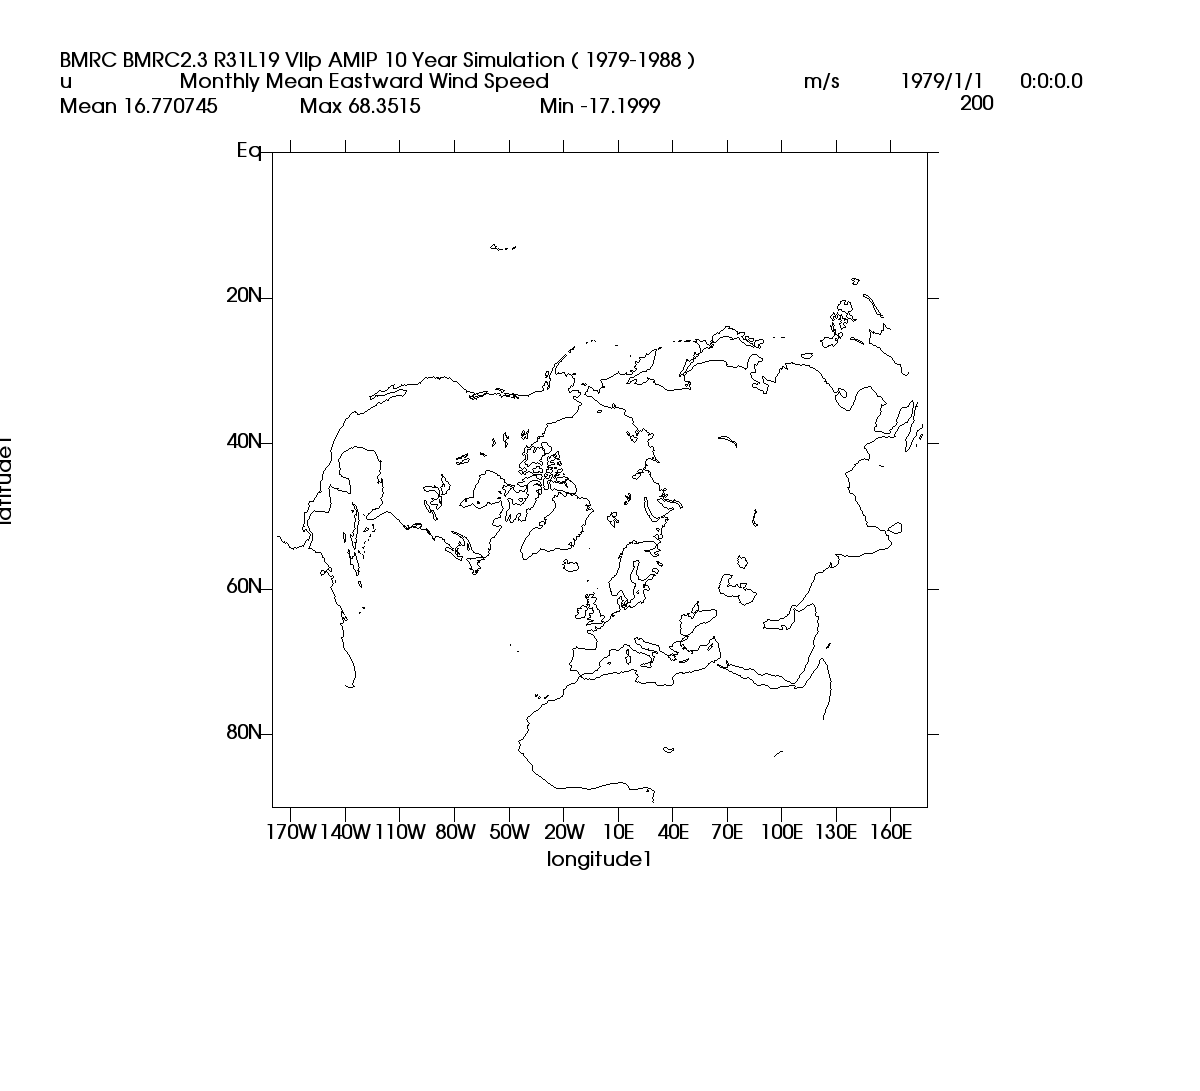 BMRC BMRC2.3 R31L19 VIIp AMIP 10 Year Simulation ( 1979-1988 )
u Monthly Mean Eastward Wind Speed m/s 1979/1/1 0:0:0.0
Mean 16.770745 Max 68.3515 Min -17.1999 200
Eq
20N
40N
latitude1
60N
80N
170W 140W 110W 80W 50W 20W 10E 40E 70E 100E 130E 160E
longitude1